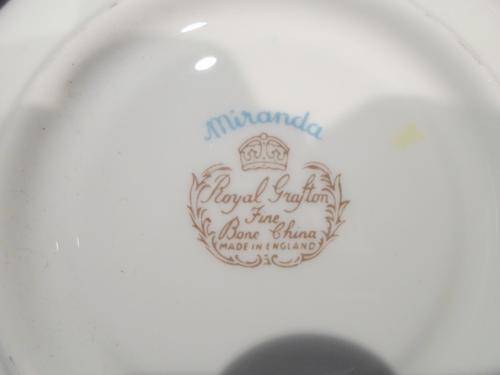 Miranda
Royal Grafton
Fine
Bone China
MADE IN ENGLAND